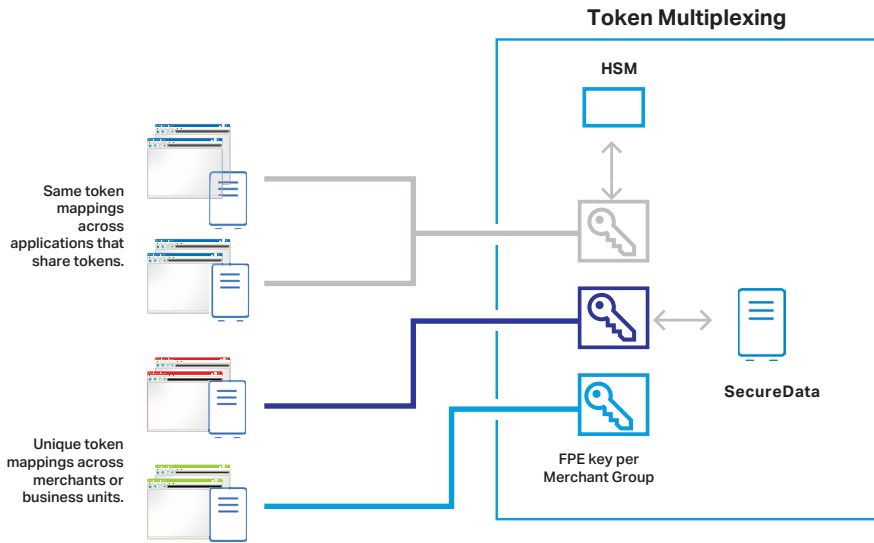 Token Multiplexing
HSM
Same token
mappings
across
applications that
share tokens.
SecureData
Unique token
mappings across
merchants or
business units.
FPE key per
Merchant Group